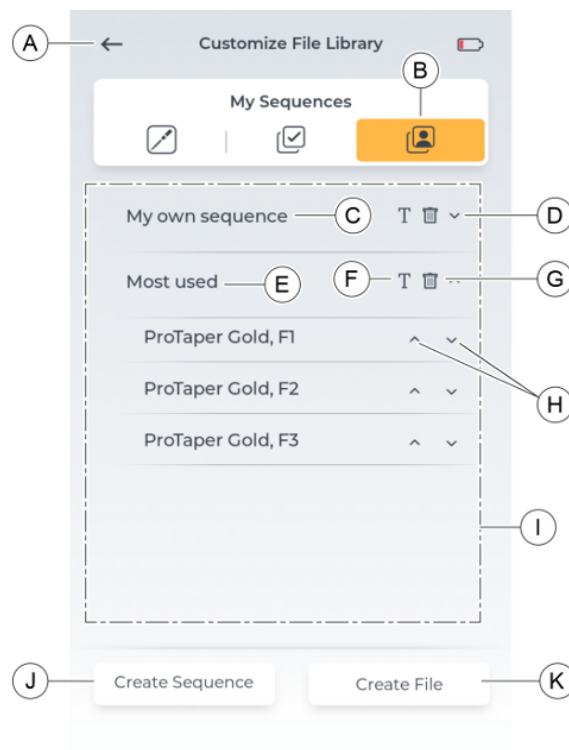 A
Customize File Library
B
My Sequences
My own sequence
C
T
D
Most used
E
F
T
G
ProTaper Gold, F1
H
ProTaper Gold, F2
ProTaper Gold, F3
I
J
Create Sequence
Create File
K